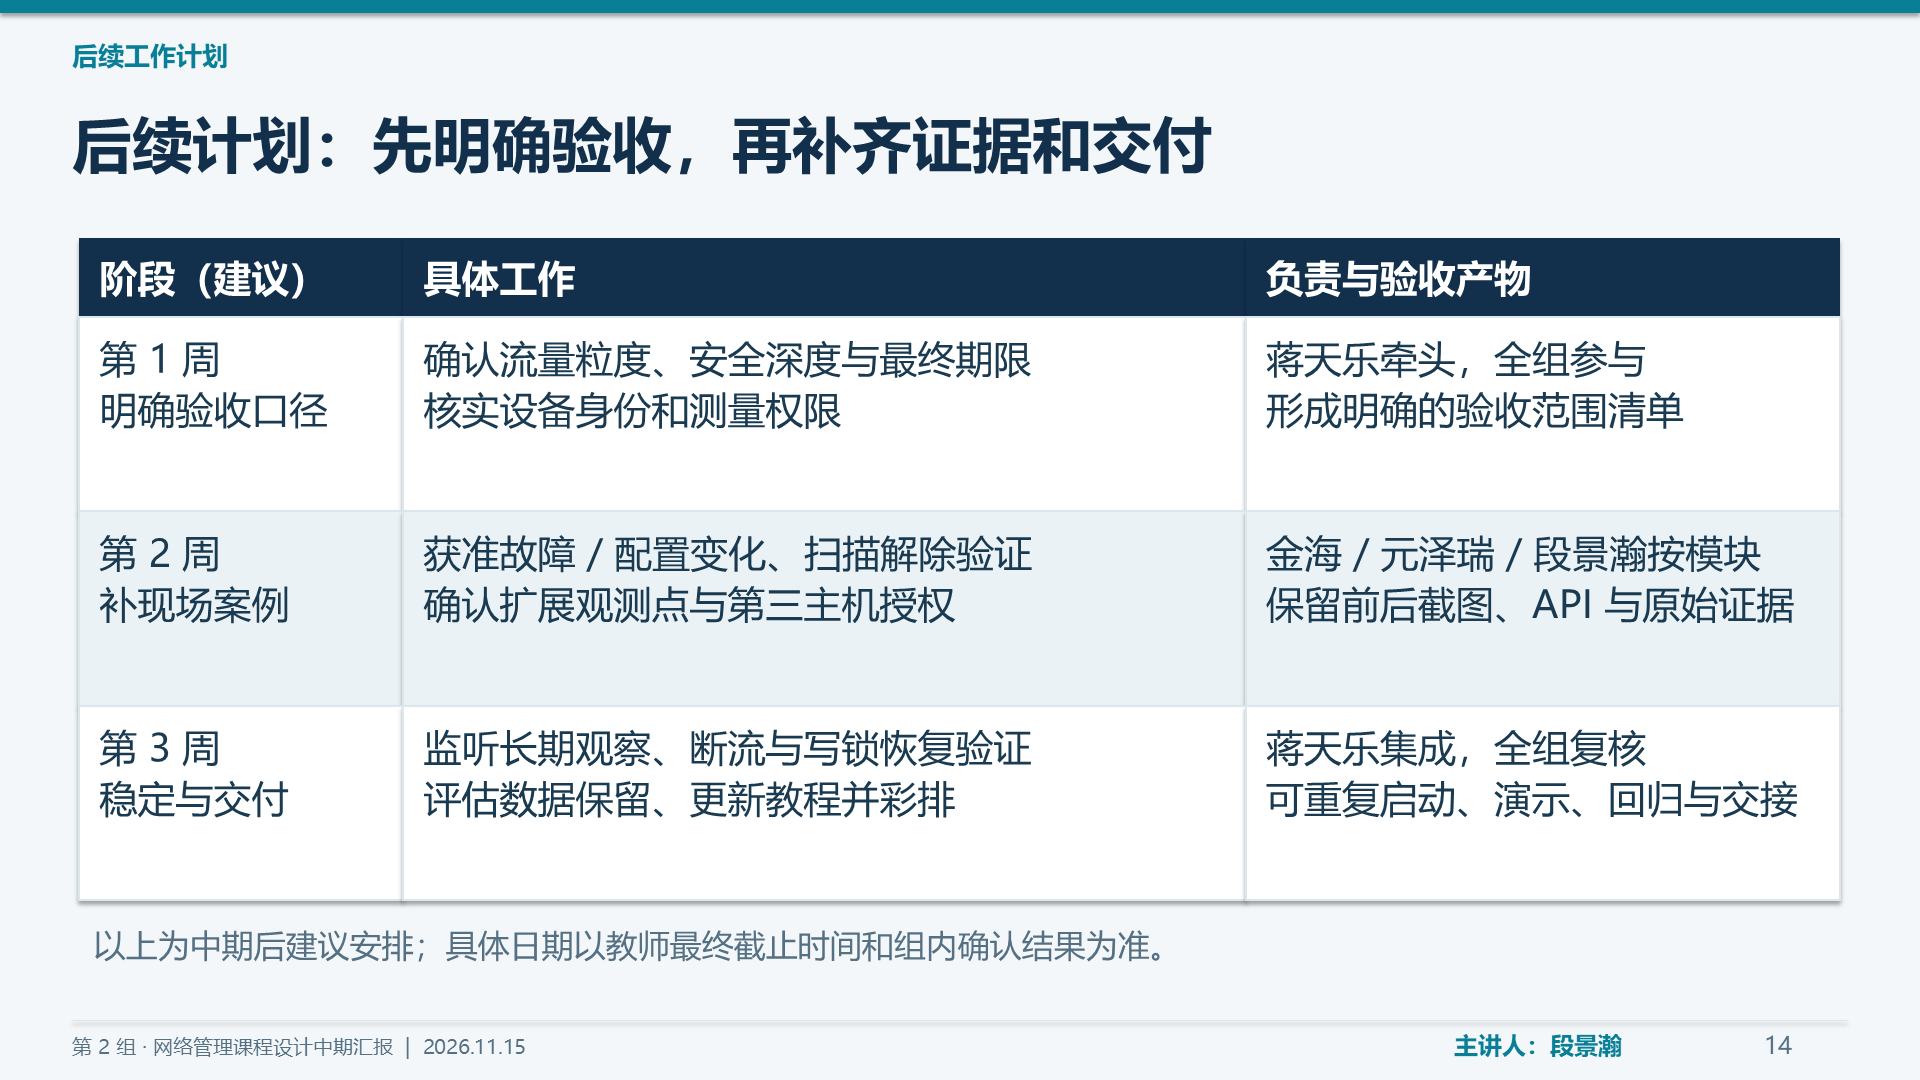 后续工作计划
后续计划：先明确验收，再补齐证据和交付
阶段（建议）
具体工作
负责与验收产物
第 1 周
明确验收口径
确认流量粒度、安全深度与最终期限
核实设备身份和测量权限
蒋天乐牵头，全组参与
形成明确的验收范围清单
第 2 周
补现场案例
获准故障 / 配置变化、扫描解除验证
确认扩展观测点与第三主机授权
金海 / 元泽瑞 / 段景瀚按模块
保留前后截图、API 与原始证据
第 3 周
稳定与交付
监听长期观察、断流与写锁恢复验证
评估数据保留、更新教程并彩排
蒋天乐集成，全组复核
可重复启动、演示、回归与交接
以上为中期后建议安排；具体日期以教师最终截止时间和组内确认结果为准。
第 2 组 · 网络管理课程设计中期汇报 | 2026.11.15
主讲人：段景瀚
14